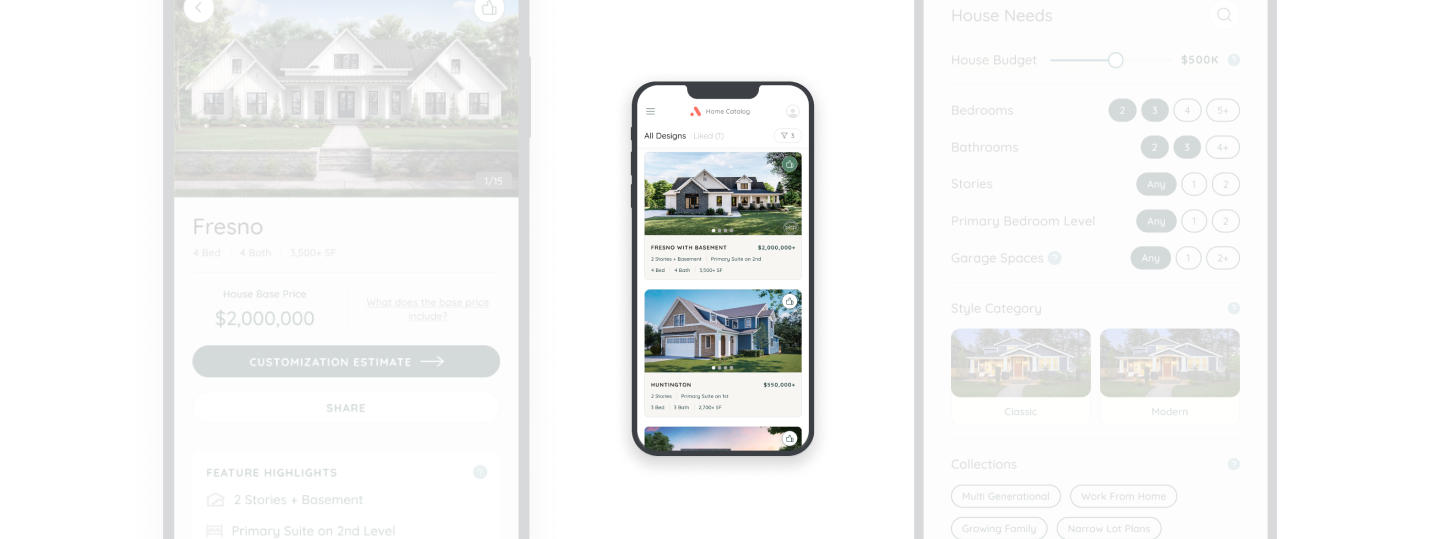 1/15
Fresno
4 Bed 4 Bath 3,500+ SF
House Base Price
$2,000,000
What does the base price
include?
CUSTOMIZATION ESTIMATE
SHARE
FEATURE HIGHLIGHTS ?
2 Stories + Basement
Primary Suite on 2nd Level
Home Catalog
All Designs Liked (7) 3
FRESNO WITH BASEMENT $2,000,000+
2 Stories + Basement Primary Suite on 2nd
4 Bed 4 Bath 3,500+ SF
HUNTINGTON $550,000+
2 Stories Primary Suite on 1st
3 Bed 3 Bath 2,700+ SF
House Needs
House Budget $500K ?
Bedrooms 2 3 4 5+
Bathrooms 2 3 4+
Stories Any 1 2
Primary Bedroom Level Any 1 2
Garage Spaces ? Any 1 2+
Style Category ?
Classic Modern
Collections ?
Multi Generational Work From Home
Growing Family Narrow Lot Plans